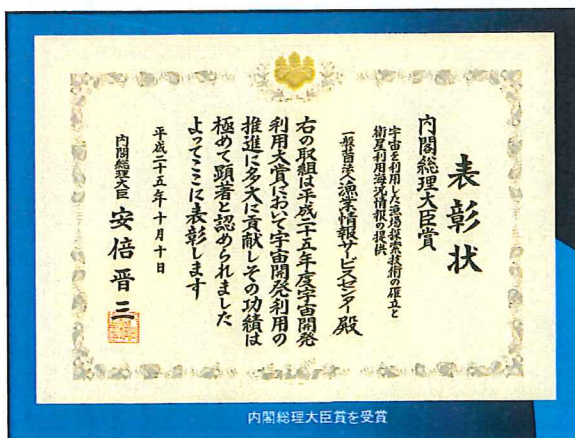 表彰状
内閣総理大臣賞
宇宙を利用した漁場探索技術の確立と
衛星利用海況情報の提供
一般社団法人漁業情報サービスセンター殿
右の取組は平成二十五年度宇宙開発
利用大賞において宇宙開発利用の
推進に多大に貢献しその功績は
極めて顕著と認められました
よってここに表彰します
平成二十五年十月十日
内閣総理大臣 安倍晋三
内閣総理大臣賞を受賞